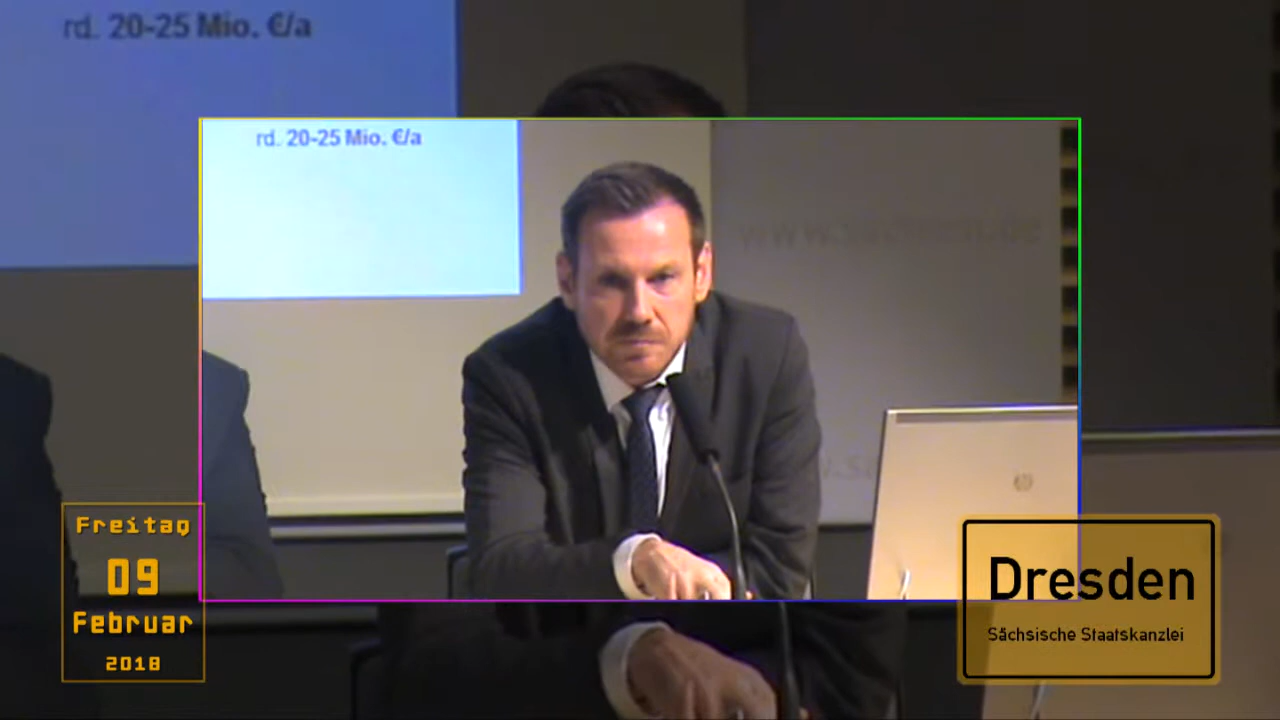 rd. 20-25 Mio. €/a
rd. 20-25 Mio. €/a
Freitag
09
Februar
2018
Dresden
Sächsische Staatskanzlei